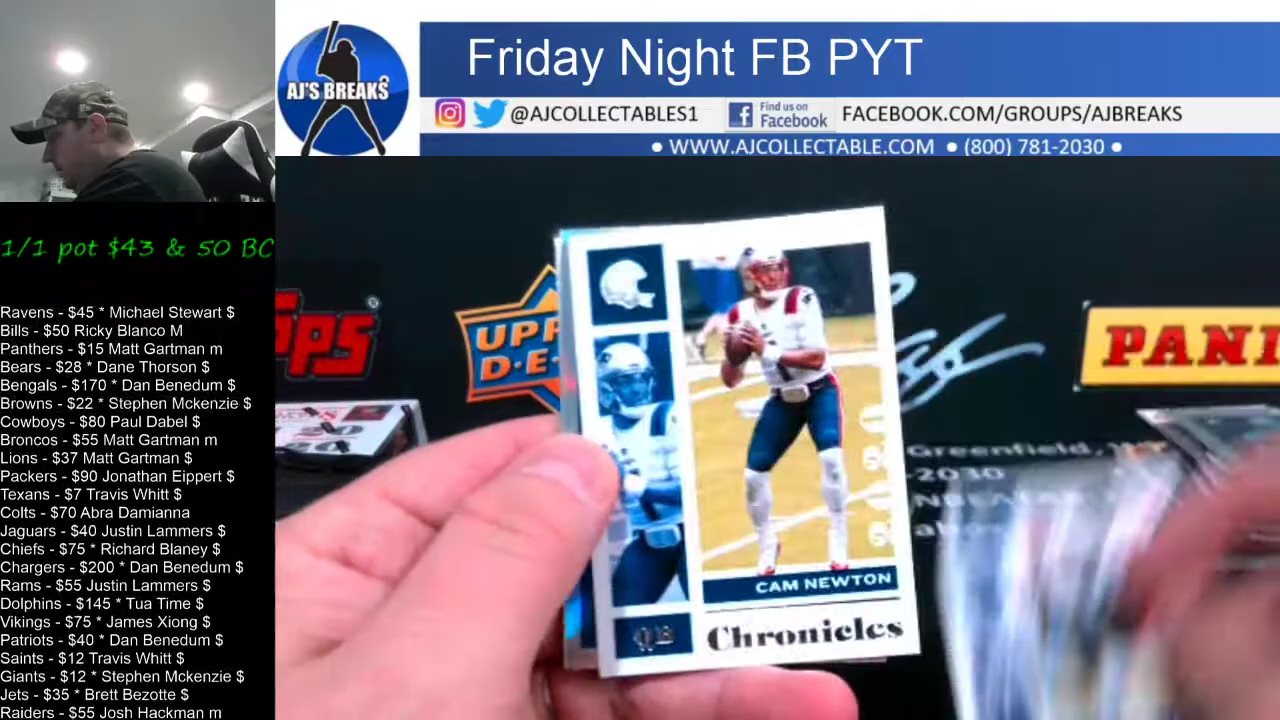 Friday Night FB PYT
AJ'S BREAKS
@AJCOLLECTABLES1
Find us on
Facebook
FACEBOOK.COM/GROUPS/AJBREAKS
• WWW.AJCOLLECTABLE.COM • (800) 781-2030 •
1/1 pot $43 & 50 BC
Ravens - $45 * Michael Stewart $
Bills - $50 Ricky Blanco M
Panthers - $15 Matt Gartman m
Bears - $28 * Dane Thorson $
Bengals - $170 * Dan Benedum $
Browns - $22 * Stephen Mckenzie $
Cowboys - $80 Paul Dabel $
Broncos - $55 Matt Gartman m
Lions - $37 Matt Gartman $
Packers - $90 Jonathan Eippert $
Texans - $7 Travis Whitt $
Colts - $70 Abra Damianna
Jaguars - $40 Justin Lammers $
Chiefs - $75 * Richard Blaney $
Chargers - $200 * Dan Benedum $
Rams - $55 Justin Lammers $
Dolphins - $145 * Tua Time $
Vikings - $75 * James Xiong $
Patriots - $40 * Dan Benedum $
Saints - $12 Travis Whitt $
Giants - $12 * Stephen Mckenzie $
Jets - $35 * Brett Bezotte $
Raiders - $55 Josh Hackman m
PPS
UPP
D.E
PANI
Greenfield,
-2030
2020
CAM NEWTON
QB
Chronicles